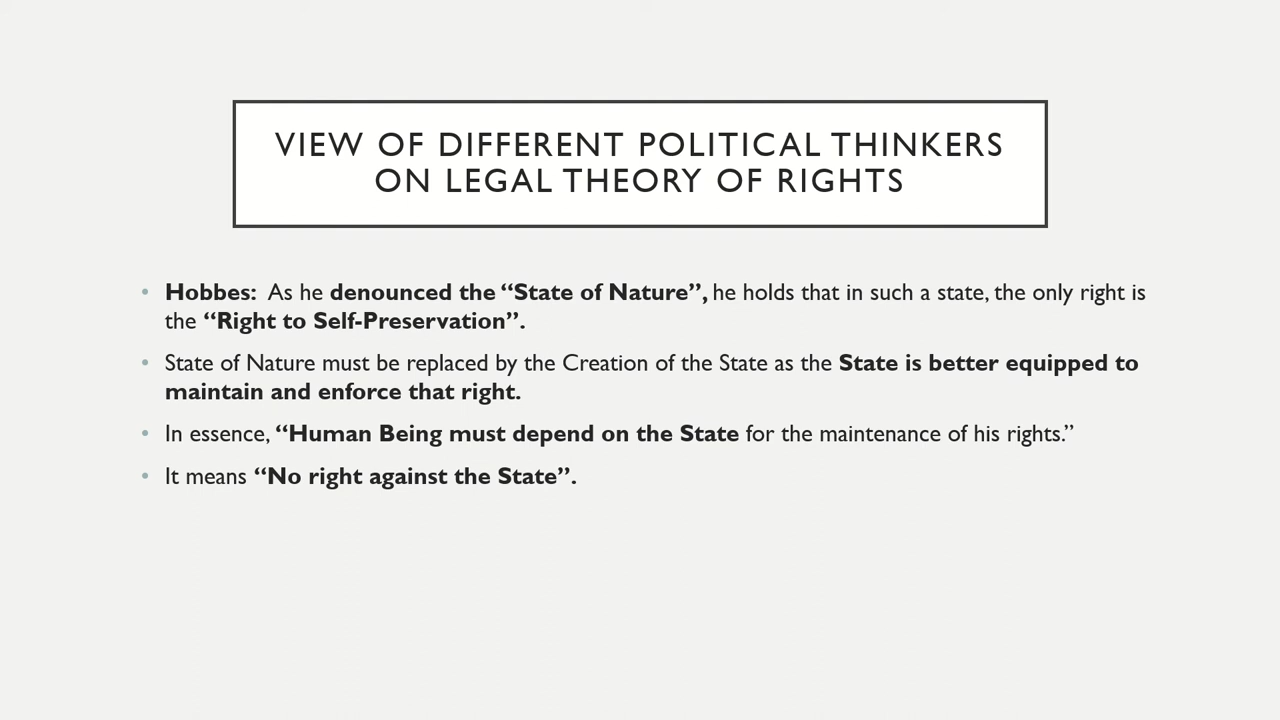 VIEW OF DIFFERENT POLITICAL THINKERS
ON LEGAL THEORY OF RIGHTS
• Hobbes: As he denounced the “State of Nature”, he holds that in such a state, the only right is
the “Right to Self-Preservation”.
• State of Nature must be replaced by the Creation of the State as the State is better equipped to
maintain and enforce that right.
• In essence, “Human Being must depend on the State for the maintenance of his rights.”
• It means “No right against the State”.